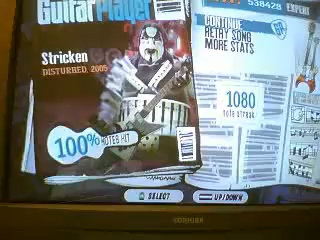 GuitarPlayer
538428 EXPERT
CONTINUE
RETRY SONG
MORE STATS
Stricken
DISTURBED, 2005
1080
note streak
100% NOTES HIT
SELECT
UP/DOWN
TOSHIBA